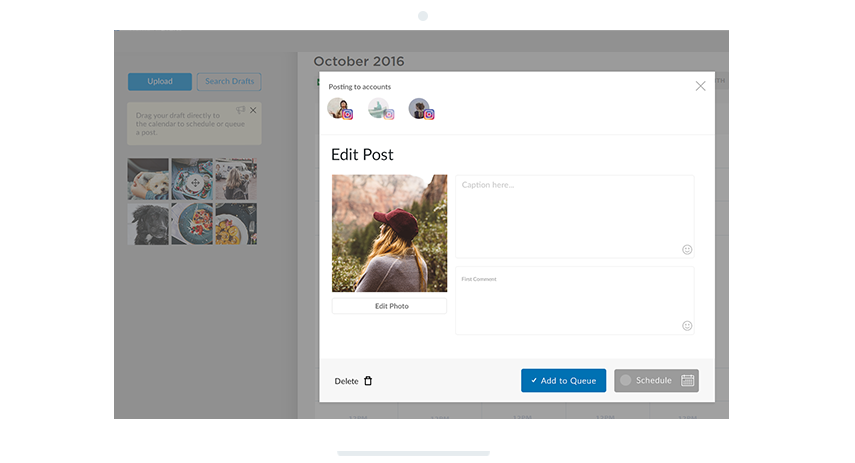 October 2016
Upload
Search Drafts
Drag your draft directly to
the calendar to schedule or queue
a post.
Posting to accounts
Edit Post
Caption here...
First Comment
Edit Photo
Delete
Add to Queue
Schedule